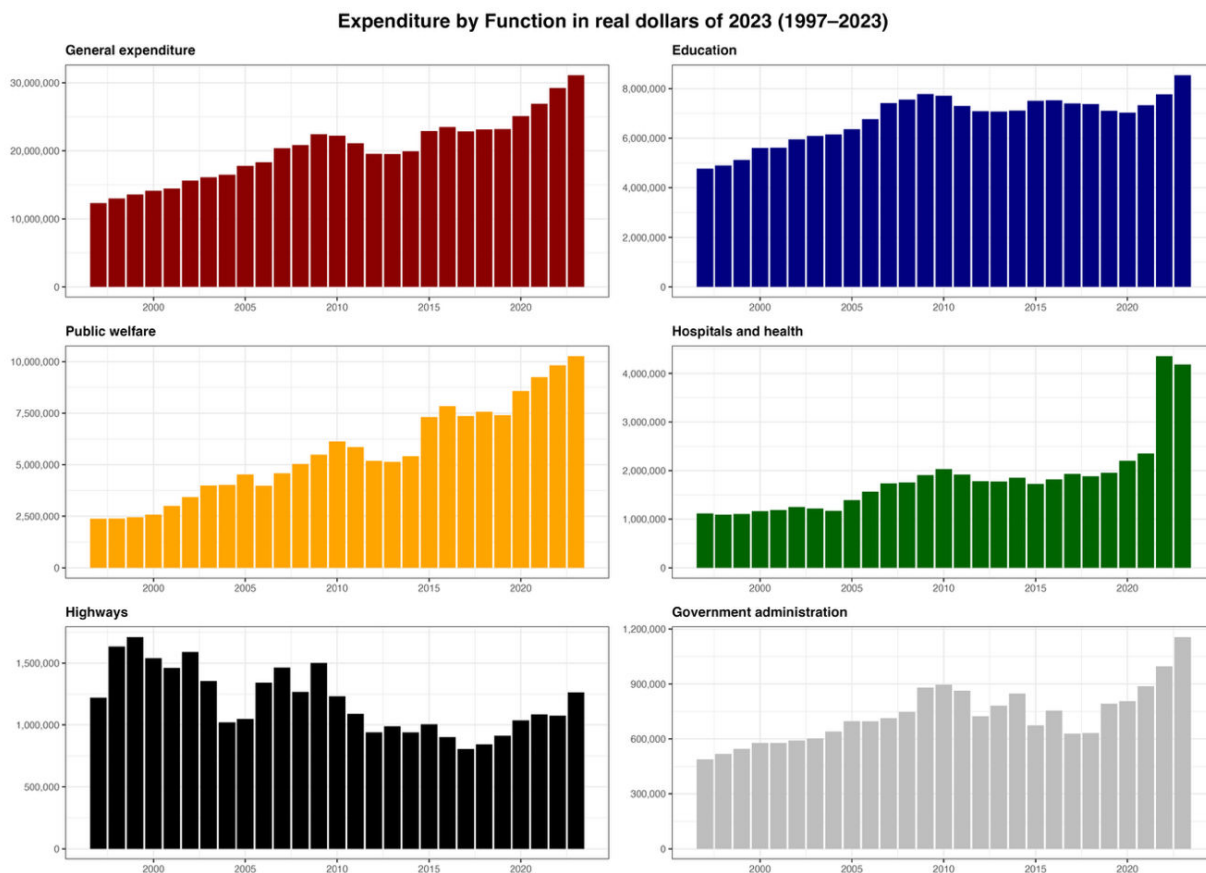 Expenditure by Function in real dollars of 2023 (1997–2023)
General expenditure
30,000,000
20,000,000
10,000,000
0
2000 2005 2010 2015 2020
Education
8,000,000
6,000,000
4,000,000
2,000,000
0
2000 2005 2010 2015 2020
Public welfare
10,000,000
7,500,000
5,000,000
2,500,000
0
2000 2005 2010 2015 2020
Hospitals and health
4,000,000
3,000,000
2,000,000
1,000,000
0
2000 2005 2010 2015 2020
Highways
1,500,000
1,000,000
500,000
0
2000 2005 2010 2015 2020
Government administration
1,200,000
900,000
600,000
300,000
0
2000 2005 2010 2015 2020